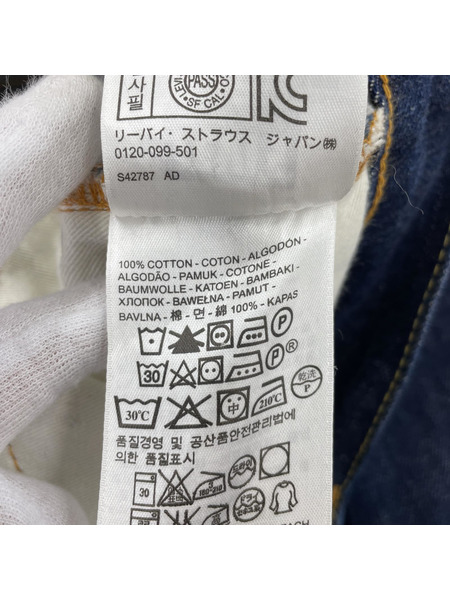 사필
PASS
SF CAL
リーバイ・ストラウス ジャパン㈱
0120-099-501
S42787 AD
100% COTTON - COTON - ALGODÓN -
ALGODÃO - PAMUK - COTONE -
BAUMWOLLE - KATOEN - BAMBAKI -
ХЛОПОК - BAWEŁNA - PAMUT -
BAVLNA - 棉 - 면 - 綿 100% - KAPAS
P
30 P ®
30℃ 中 210℃ 乾洗 P
품질경영 및 공산품안전관리법에
의한 품질표시
30